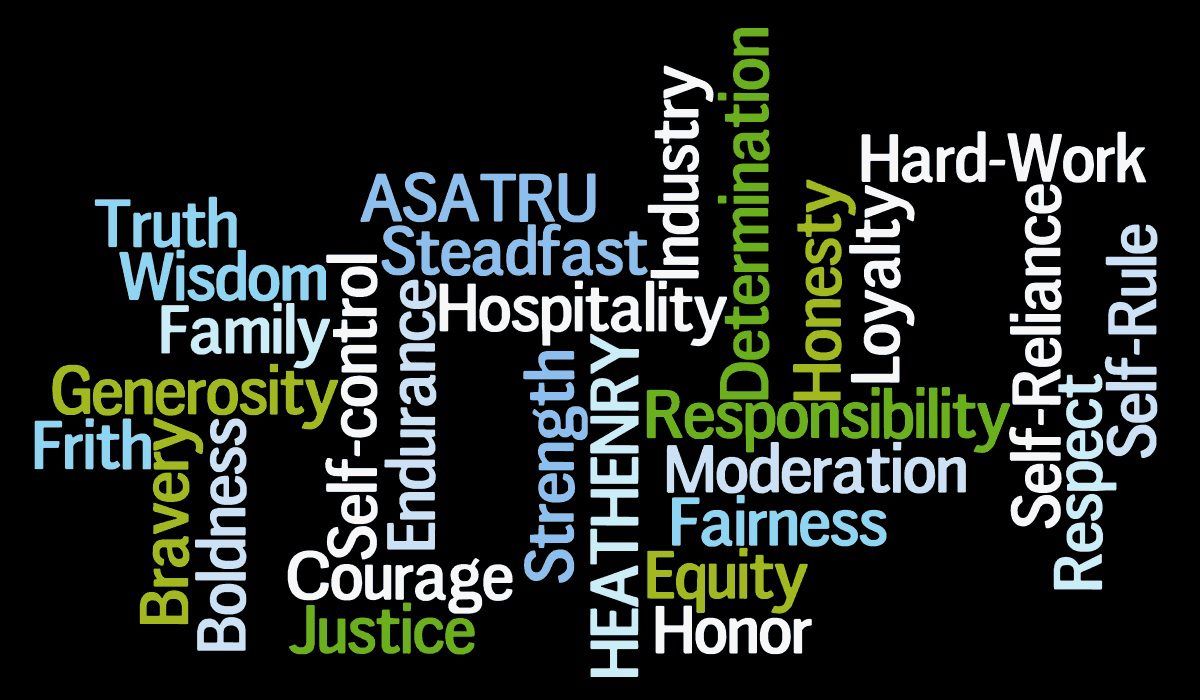 Truth
Wisdom
Family
Generosity
Frith
Bravery
Boldness
Self-control
Endurance
Courage
Justice
ASATRU
Steadfast
Hospitality
Strength
HEATHENRY
Industry
Determination
Honesty
Loyalty
Hard-Work
Responsibility
Moderation
Fairness
Equity
Honor
Self-Reliance
Respect
Self-Rule